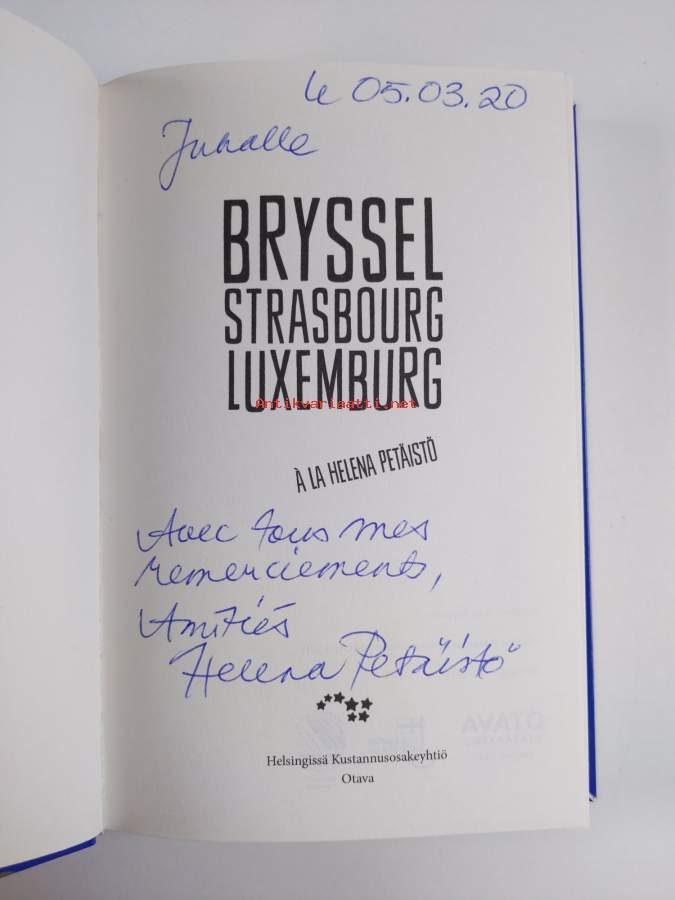 le 05.03.20
Juhalle
BRYSSEL
STRASBOURG
LUXEMBURG
Antikvariaatti.net
À LA HELENA PETÄISTÖ
Avec tous mes
remerciements,
Amitiés
Helena Petäistö
OTAVA
Helsingissä Kustannusosakeyhtiö
Otava